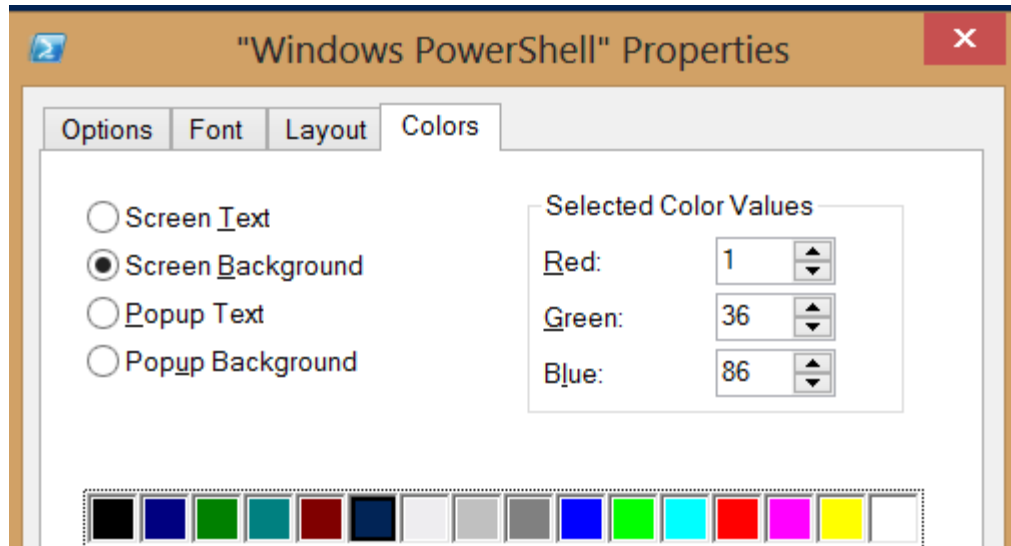 "Windows PowerShell" Properties
Options Font Layout Colors
Screen Text
Screen Background
Popup Text
Popup Background
Selected Color Values
Red: 1
Green: 36
Blue: 86